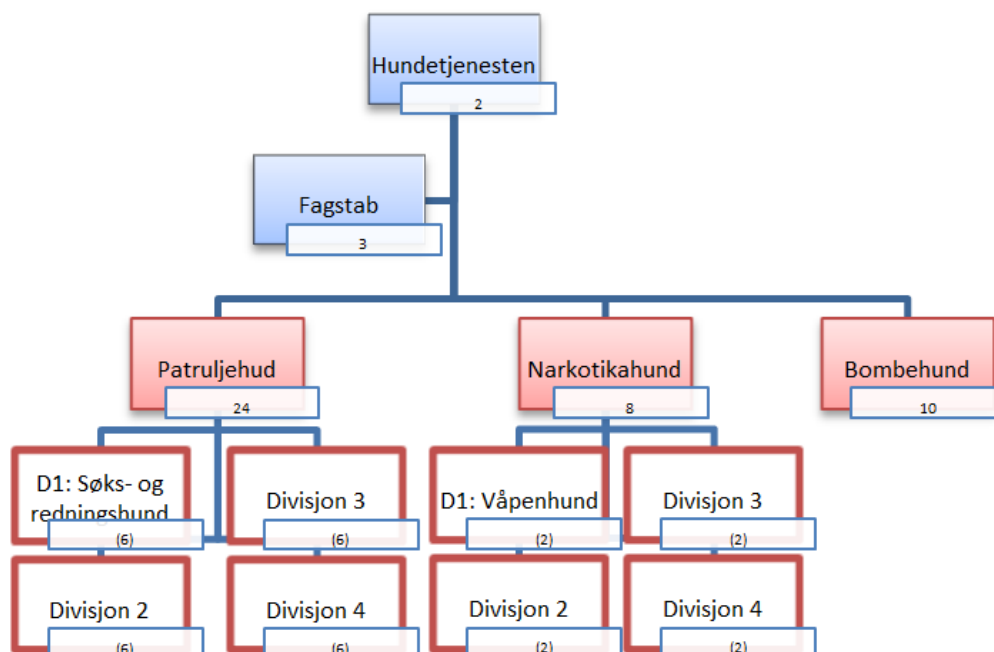 Hundetjenesten
2
Fagstab
3
Patruljehud
24
Narkotikahund
8
Bombehund
10
D1: Søks- og
redningshund
(6)
Divisjon 3
(6)
D1: Våpenhund
(2)
Divisjon 3
(2)
Divisjon 2
(6)
Divisjon 4
(6)
Divisjon 2
(2)
Divisjon 4
(2)